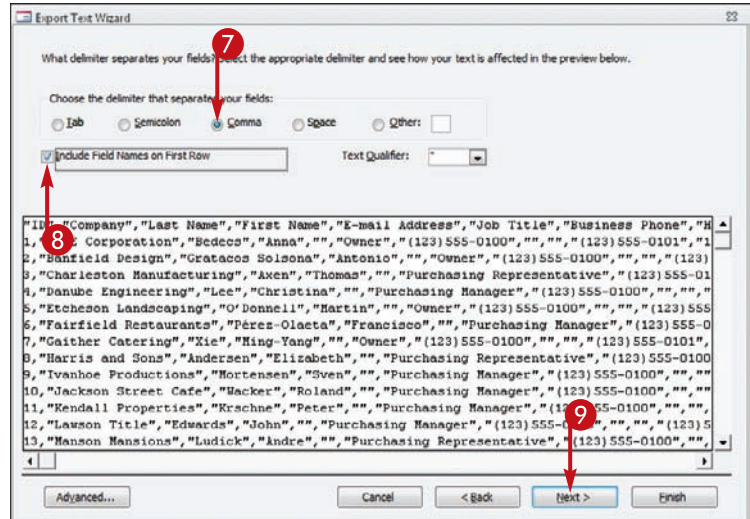 Export Text Wizard
7
What delimiter separates your fields? Select the appropriate delimiter and see how your text is affected in the preview below.
Choose the delimiter that separates your fields:
Tab Semicolon Comma Space Other:
Include Field Names on First Row Text Qualifier: "
8
"ID","Company","Last Name","First Name","E-mail Address","Job Title","Business Phone","H
1," Corporation","Bedecs","Anna","","Owner","(123)555-0100","","","(123)555-0101","1
2,"Banfield Design","Gratacos Solsona","Antonio","","Owner","(123)555-0100","","","(123)
3,"Charleston Manufacturing","Axen","Thomas","","Purchasing Representative","(123)555-01
4,"Danube Engineering","Lee","Christina","","Purchasing Manager","(123)555-0100","","","
5,"Etcheson Landscaping","O'Donnell","Martin","","Owner","(123)555-0100","","","(123)555
6,"Fairfield Restaurants","Pérez-Olaeta","Francisco","","Purchasing Manager","(123)555-0
7,"Gaither Catering","Xie","Ming-Yang","","Owner","(123)555-0100","","","(123)555-0101",
8,"Harris and Sons","Andersen","Elizabeth","","Purchasing Representative","(123)555-0100
9,"Ivanhoe Productions","Mortensen","Sven","","Purchasing Manager","(123)555-0100","",""
10,"Jackson Street Cafe","Wacker","Roland","","Purchasing Manager","(123)555-0100","","",
11,"Kendall Properties","Krschne","Peter","","Purchasing Manager","(123)555-0100","","",
12,"Lawson Title","Edwards","John","","Purchasing Manager","(123)555-0100","","","(123)5
13,"Manson Mansions","Ludick","Andre","","Purchasing Representative","(123)555-0100","","",
9
Advanced... Cancel < Back Next > Finish